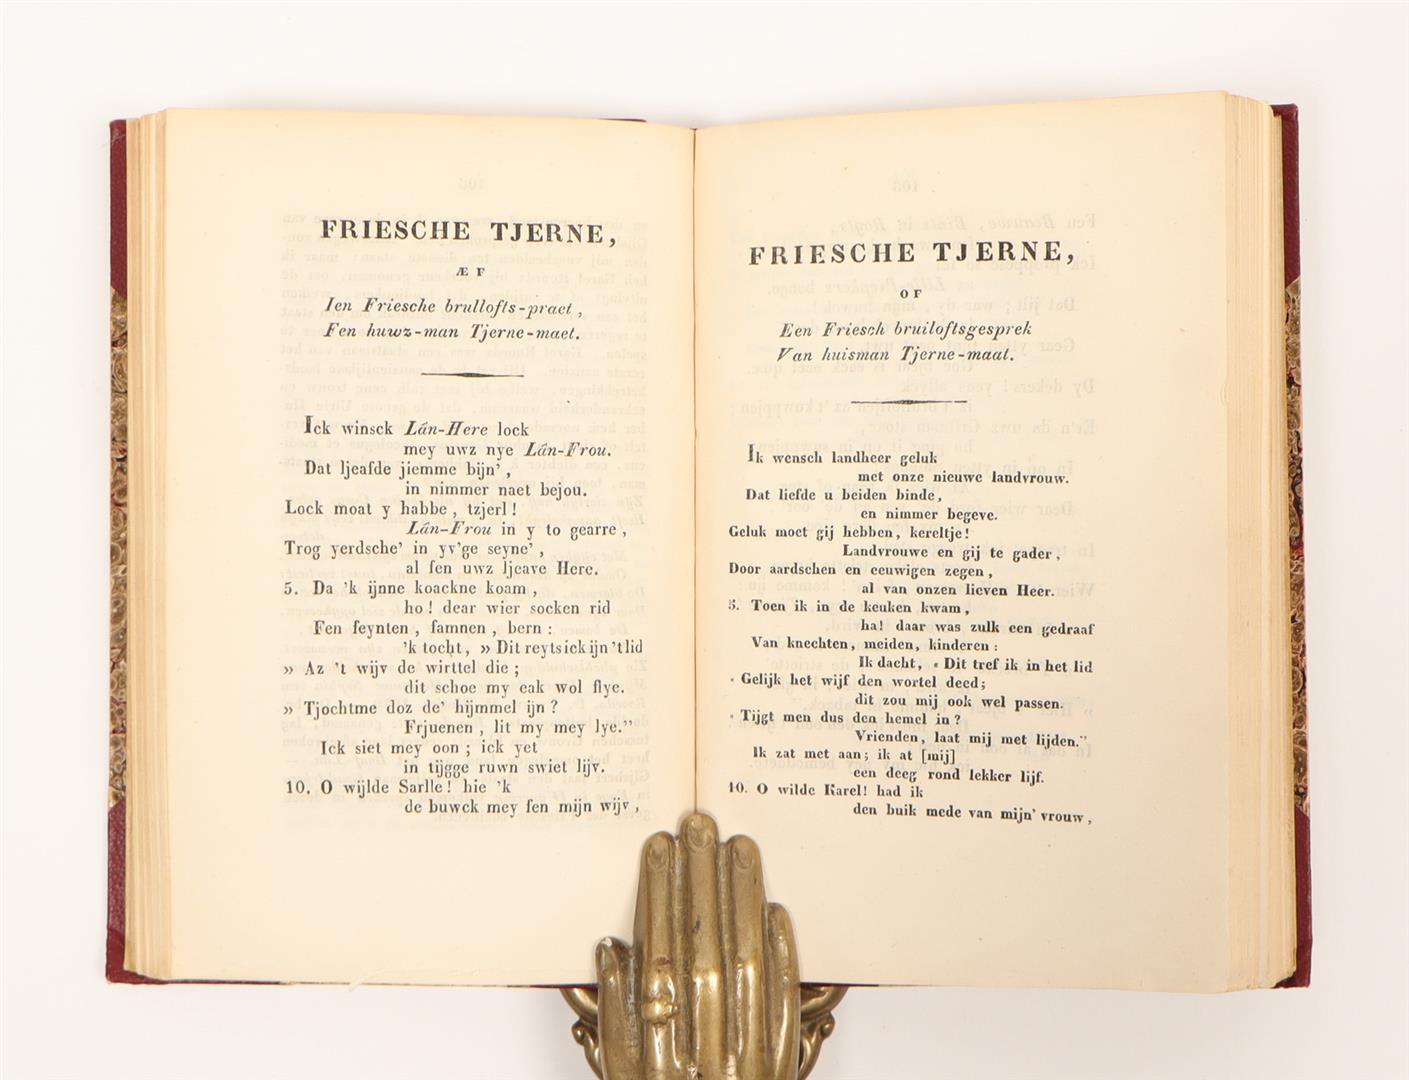 FRIESCHE TJERNE,
ÆF
Ien Friesche brullofts-praet,
Fen huwz-man Tjerne-maet.
Ick winsck Lân-Here lock
mey uwz nye Lân-Frou.
Dat ljeafde jiemme bijn',
in nimmer naet bejou.
Lock moat y habbe, tzjerl!
Lân-Frou in y to gearre,
Trog yerdsche' in yv'ge seyne',
al fen uwz ljeave Here.
5. Da 'k ijnne koackne koam,
ho! dear wier socken rid
Fen feynten, famnen, bern:
'k tocht, » Dit reyts ick ijn 't lid
» Az 't wijv de wirttel die;
dit schoe my eak wol flye.
» Tjochtme doz de' hijmmel ijn?
Frjuenen, lit my mey lye."
Ick siet mey oon; ick yet
in tijgge ruwn swiet lijv.
10. O wijlde Sarlle! hie 'k
de buwck mey fen mijn wijv,
FRIESCHE TJERNE,
OF
Een Friesch bruiloftsgesprek
Van huisman Tjerne-maat.
Ik wensch landheer geluk
met onze nieuwe landvrouw.
Dat liefde u beiden binde,
en nimmer begeve.
Geluk moet gij hebben, kereltje!
Landvrouwe en gij te gader,
Door aardschen en eeuwigen zegen,
al van onzen lieven Heer.
5. Toen ik in de keuken kwam,
ha! daar was zulk een gedraaf
Van knechten, meiden, kinderen:
Ik dacht, « Dit tref ik in het lid
« Gelijk het wijf den wortel deed;
dit zou mij ook wel passen.
« Tijgt men dus den hemel in?
Vrienden, laat mij met lijden."
Ik zat met aan; ik at [mij]
een deeg rond lekker lijf.
10. O wilde Karel! had ik
den buik mede van mijn' vrouw,